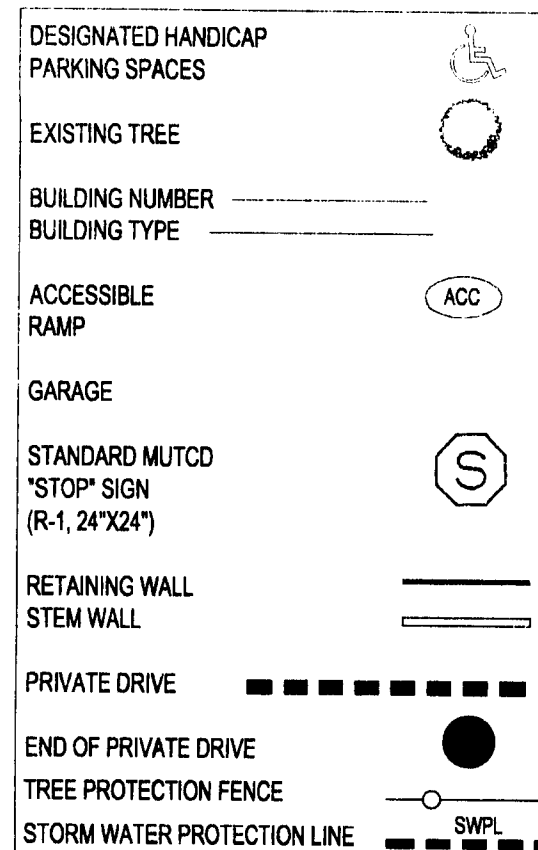 DESIGNATED HANDICAP
PARKING SPACES
EXISTING TREE
BUILDING NUMBER
BUILDING TYPE
ACCESSIBLE ACC
RAMP
GARAGE
STANDARD MUTCD
"STOP" SIGN S
(R-1, 24"X24")
RETAINING WALL
STEM WALL
PRIVATE DRIVE
END OF PRIVATE DRIVE
TREE PROTECTION FENCE
STORM WATER PROTECTION LINE SWPL